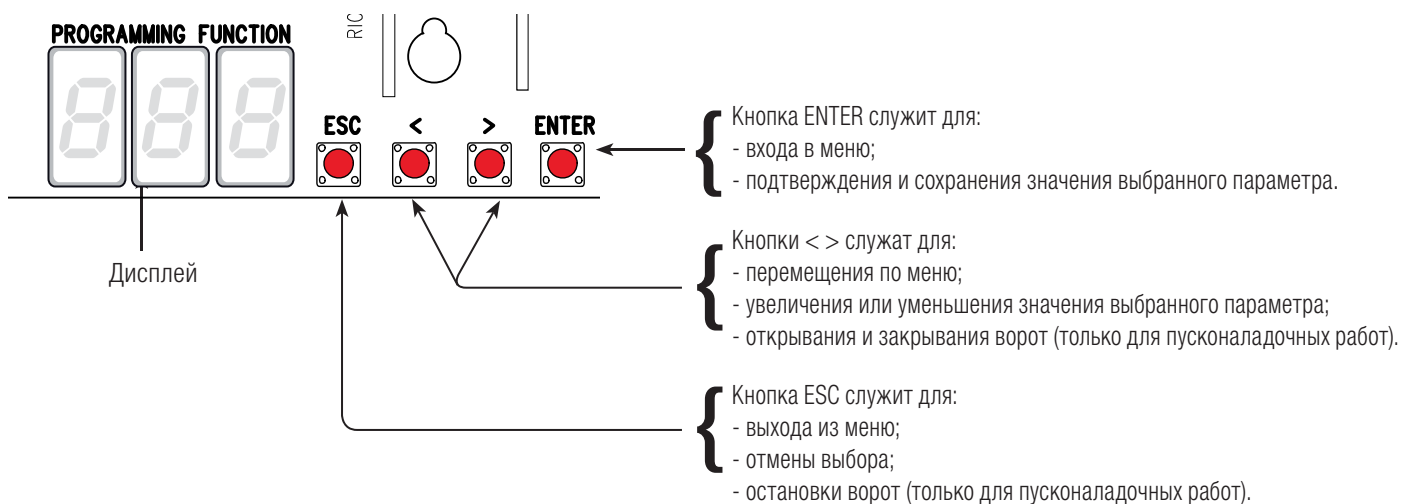 PROGRAMMING FUNCTION
RIC
888
ESC < > ENTER
Дисплей
Кнопка ENTER служит для:
- входа в меню;
- подтверждения и сохранения значения выбранного параметра.
Кнопки < > служат для:
- перемещения по меню;
- увеличения или уменьшения значения выбранного параметра;
- открывания и закрывания ворот (только для пусконаладочных работ).
Кнопка ESC служит для:
- выхода из меню;
- отмены выбора;
- остановки ворот (только для пусконаладочных работ).